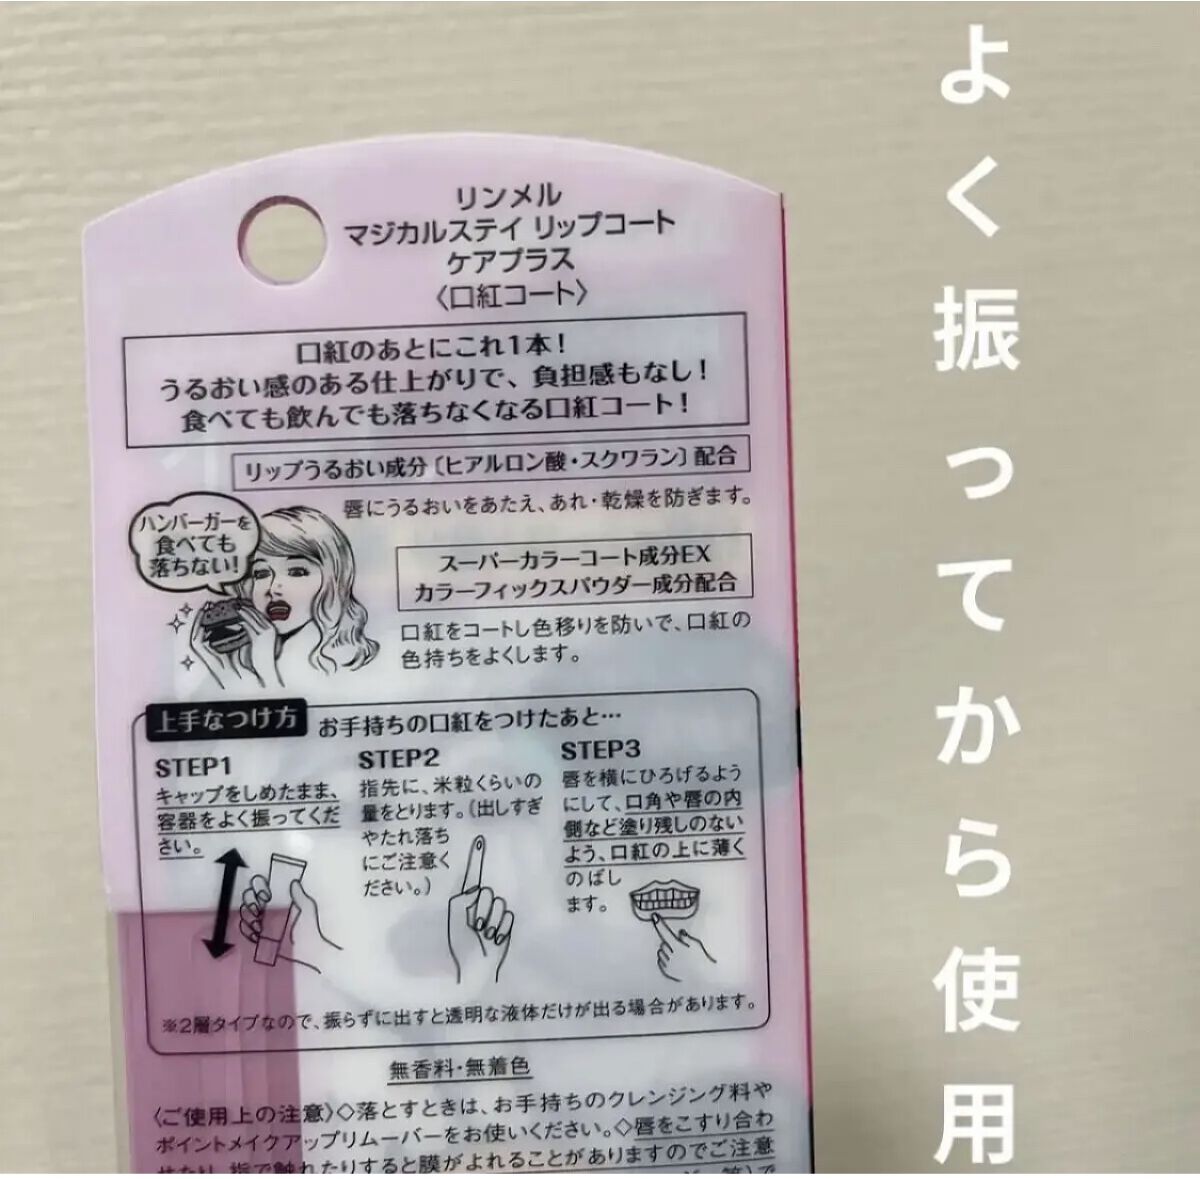 よく振ってから使用
リンメル
マジカルステイ リップコート
ケアプラス
〈口紅コート〉
口紅のあとにこれ1本！
うるおい感のある仕上がりで、負担感もなし！
食べても飲んでも落ちなくなる口紅コート！
リップうるおい成分〔ヒアルロン酸・スクワラン〕配合
唇にうるおいをあたえ、あれ・乾燥を防ぎます。
ハンバーガーを
食べても
落ちない！
スーパーカラーコート成分EX
カラーフィックスパウダー成分配合
口紅をコートし色移りを防いで、口紅の
色持ちをよくします。
上手なつけ方 お手持ちの口紅をつけたあと…
STEP1
キャップをしめたまま、
容器をよく振ってくだ
さい。
STEP2
指先に、米粒くらいの
量をとります。（出しすぎ
やたれ落ち
にご注意く
ださい。）
STEP3
唇を横にひろげるよう
にして、口角や唇の内
側など塗り残しのない
よう、口紅の上に薄く
のばし
ます。
※2層タイプなので、振らずに出すと透明な液体だけが出る場合があります。
無香料・無着色
〈ご使用上の注意〉◇落とすときは、お手持ちのクレンジング料や
ポイントメイクアップリムーバーをお使いください。◇唇をこすり合わ
せたり、指で触れたりすると膜がよれることがありますのでご注意